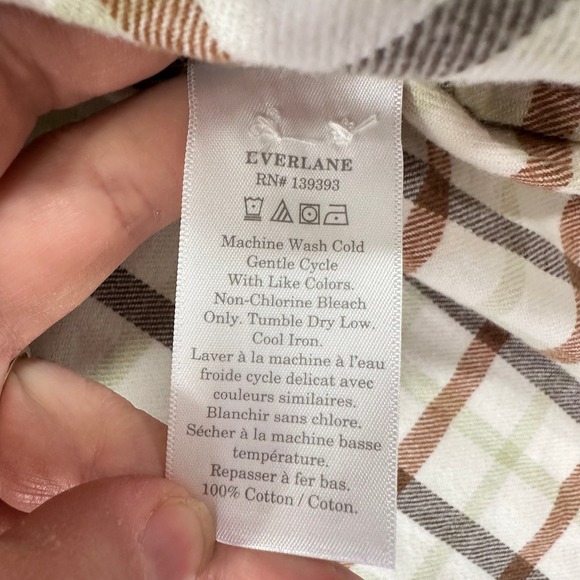 EVERLANE
RN# 139393
Machine Wash Cold
Gentle Cycle
With Like Colors.
Non-Chlorine Bleach
Only. Tumble Dry Low.
Cool Iron.
Laver à la machine à l'eau
froide cycle delicat avec
couleurs similaires.
Blanchir sans chlore.
Sécher à la machine basse
température.
Repasser à fer bas.
100% Cotton / Coton.